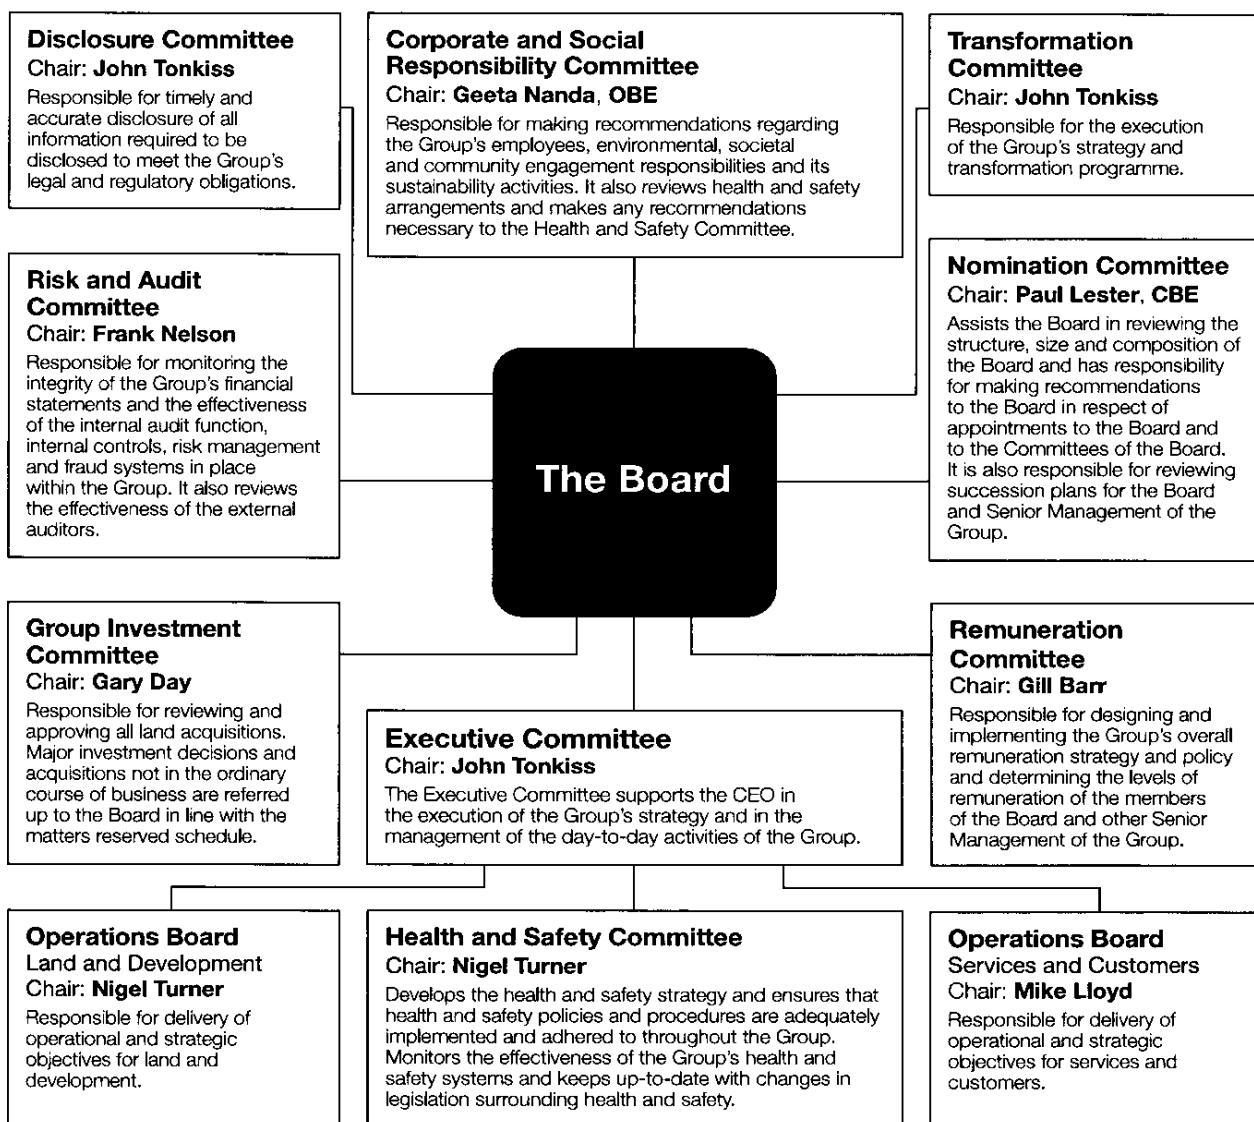 Disclosure Committee
Chair: John Tonkiss
Responsible for timely and
accurate disclosure of all
information required to be
disclosed to meet the Group's
legal and regulatory obligations.
Corporate and Social
Responsibility Committee
Chair: Geeta Nanda, OBE
Responsible for making recommendations regarding
the Group's employees, environmental, societal
and community engagement responsibilities and its
sustainability activities. It also reviews health and safety
arrangements and makes any recommendations
necessary to the Health and Safety Committee.
Transformation
Committee
Chair: John Tonkiss
Responsible for the execution
of the Group's strategy and
transformation programme.
Risk and Audit
Committee
Chair: Frank Nelson
Responsible for monitoring the
integrity of the Group's financial
statements and the effectiveness
of the internal audit function,
internal controls, risk management
and fraud systems in place
within the Group. It also reviews
the effectiveness of the external
auditors.
The Board
Nomination Committee
Chair: Paul Lester, CBE
Assists the Board in reviewing the
structure, size and composition of
the Board and has responsibility
for making recommendations
to the Board in respect of
appointments to the Board and
to the Committees of the Board.
It is also responsible for reviewing
succession plans for the Board
and Senior Management of the
Group.
Group Investment
Committee
Chair: Gary Day
Responsible for reviewing and
approving all land acquisitions.
Major investment decisions and
acquisitions not in the ordinary
course of business are referred
up to the Board in line with the
matters reserved schedule.
Executive Committee
Chair: John Tonkiss
The Executive Committee supports the CEO in
the execution of the Group's strategy and in the
management of the day-to-day activities of the Group.
Remuneration
Committee
Chair: Gill Barr
Responsible for designing and
implementing the Group's overall
remuneration strategy and policy
and determining the levels of
remuneration of the members
of the Board and other Senior
Management of the Group.
Operations Board
Land and Development
Chair: Nigel Turner
Responsible for delivery of
operational and strategic
objectives for land and
development.
Health and Safety Committee
Chair: Nigel Turner
Develops the health and safety strategy and ensures that
health and safety policies and procedures are adequately
implemented and adhered to throughout the Group.
Monitors the effectiveness of the Group's health and
safety systems and keeps up-to-date with changes in
legislation surrounding health and safety.
Operations Board
Services and Customers
Chair: Mike Lloyd
Responsible for delivery of
operational and strategic
objectives for services and
customers.